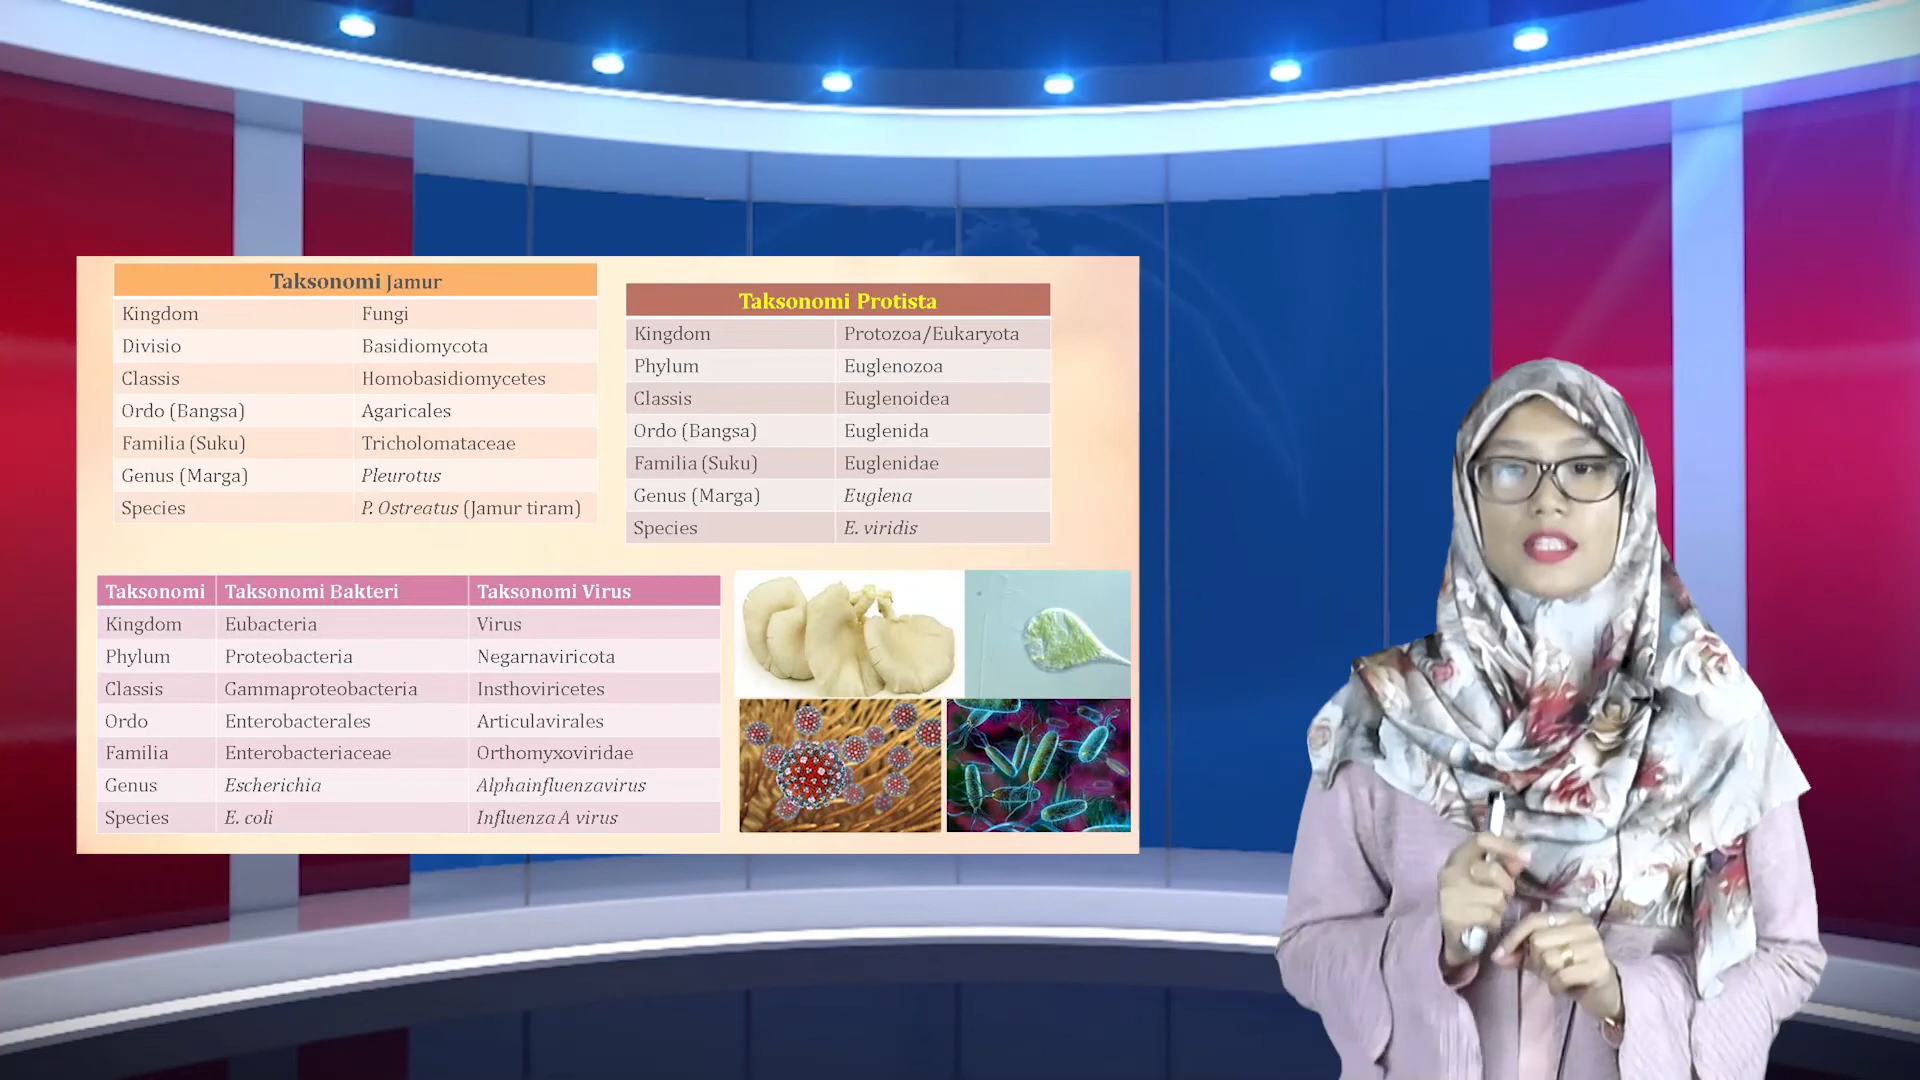 Taksonomi Jamur
Kingdom Fungi
Divisio Basidiomycota
Classis Homobasidiomycetes
Ordo (Bangsa) Agaricales
Familia (Suku) Tricholomataceae
Genus (Marga) Pleurotus
Species P. Ostreatus (Jamur tiram)
Taksonomi Protista
Kingdom Protozoa/Eukaryota
Phylum Euglenozoa
Classis Euglenoidea
Ordo (Bangsa) Euglenida
Familia (Suku) Euglenidae
Genus (Marga) Euglena
Species E. viridis
Taksonomi Taksonomi Bakteri Taksonomi Virus
Kingdom Eubacteria Virus
Phylum Proteobacteria Negarnaviricota
Classis Gammaproteobacteria Insthoviricetes
Ordo Enterobacterales Articulavirales
Familia Enterobacteriaceae Orthomyxoviridae
Genus Escherichia Alphainfluenzavirus
Species E. coli Influenza A virus